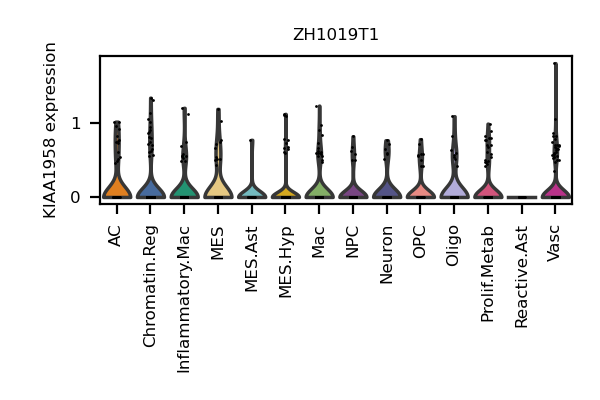 ZH1019T1
KIAA1958 expression
1
0
AC
Chromatin.Reg
Inflammatory.Mac
MES
MES.Ast
MES.Hyp
Mac
NPC
Neuron
OPC
Oligo
Prolif.Metab
Reactive.Ast
Vasc